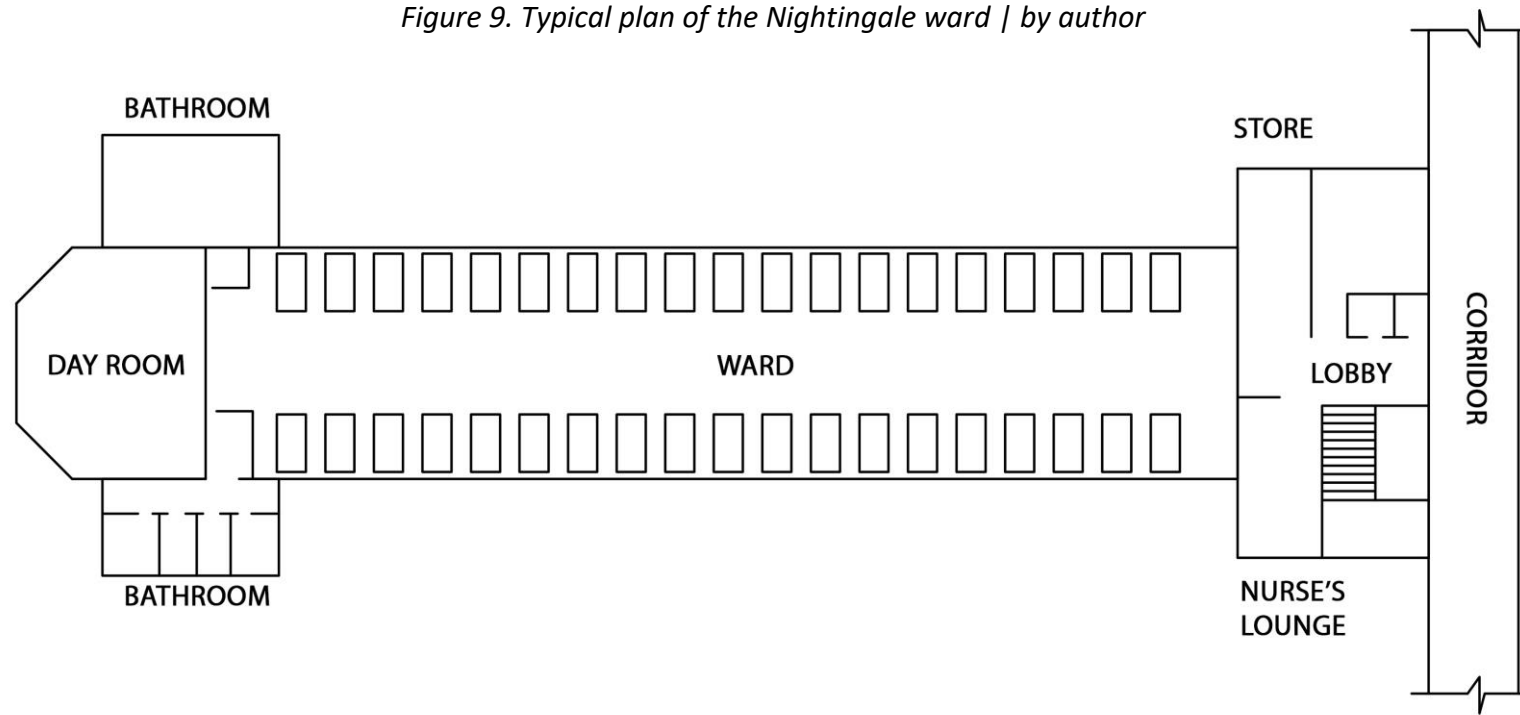 Figure 9. Typical plan of the Nightingale ward | by author
BATHROOM
STORE
DAY ROOM
WARD
LOBBY
CORRIDOR
BATHROOM
NURSE'S
LOUNGE